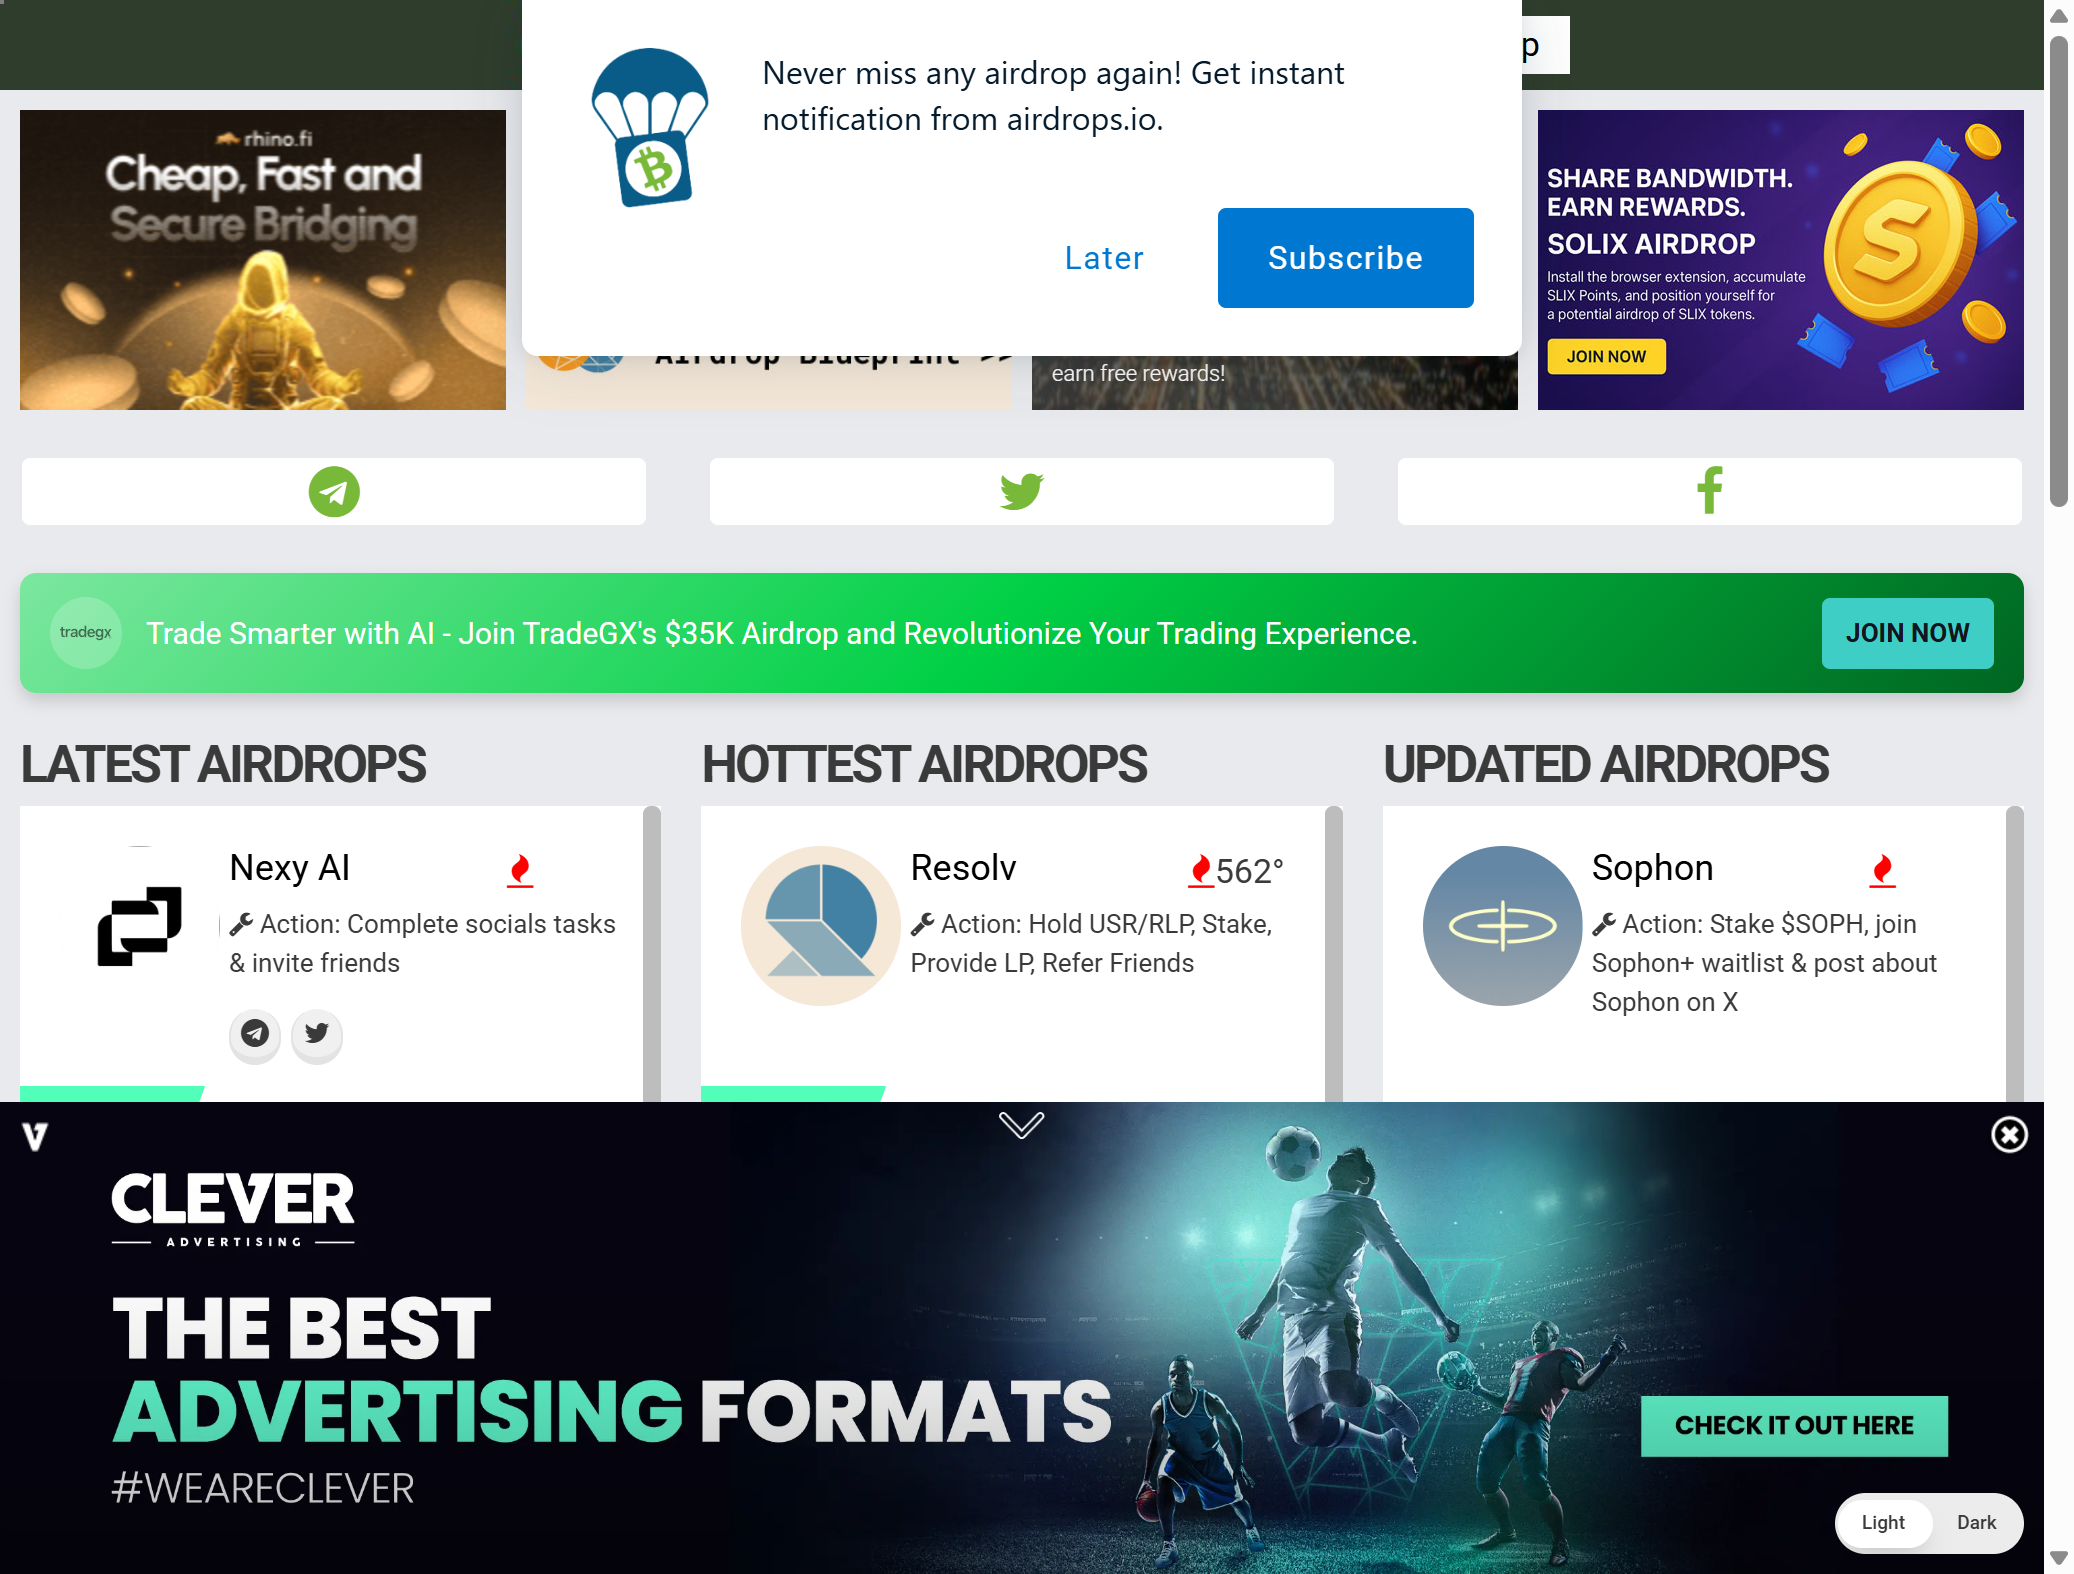 p
Never miss any airdrop again! Get instant
notification from airdrops.io.
Later
Subscribe
rhino.fi
Cheap, Fast and
Secure Bridging
Airdrop Blueprint >>
earn free rewards!
SHARE BANDWIDTH.
EARN REWARDS.
SOLIX AIRDROP
Install the browser extension, accumulate
SLIX Points, and position yourself for
a potential airdrop of SLIX tokens.
JOIN NOW
tradegx
Trade Smarter with AI - Join TradeGX's $35K Airdrop and Revolutionize Your Trading Experience.
JOIN NOW
LATEST AIRDROPS
Nexy AI
Action: Complete socials tasks
& invite friends
HOTTEST AIRDROPS
Resolv
562°
Action: Hold USR/RLP, Stake,
Provide LP, Refer Friends
UPDATED AIRDROPS
Sophon
Action: Stake $SOPH, join
Sophon+ waitlist & post about
Sophon on X
CLEVER
ADVERTISING
THE BEST
ADVERTISING FORMATS
#WEARECLEVER
CHECK IT OUT HERE
Light
Dark